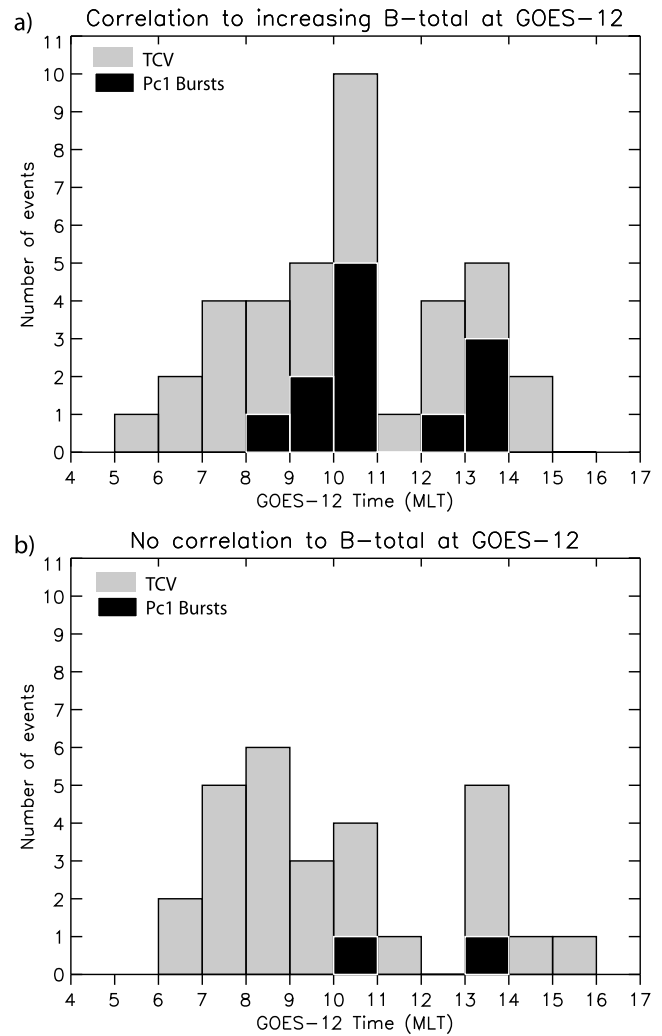 a) Correlation to increasing B-total at GOES-12
11
TCV
10
Pc1 Bursts
9
8
7
6
5
4
3
2
1
0
Number of events
4 5 6 7 8 9 10 11 12 13 14 15 16 17
GOES-12 Time (MLT)
b) No correlation to B-total at GOES-12
11
TCV
10
Pc1 Bursts
9
8
7
6
5
4
3
2
1
0
Number of events
4 5 6 7 8 9 10 11 12 13 14 15 16 17
GOES-12 Time (MLT)